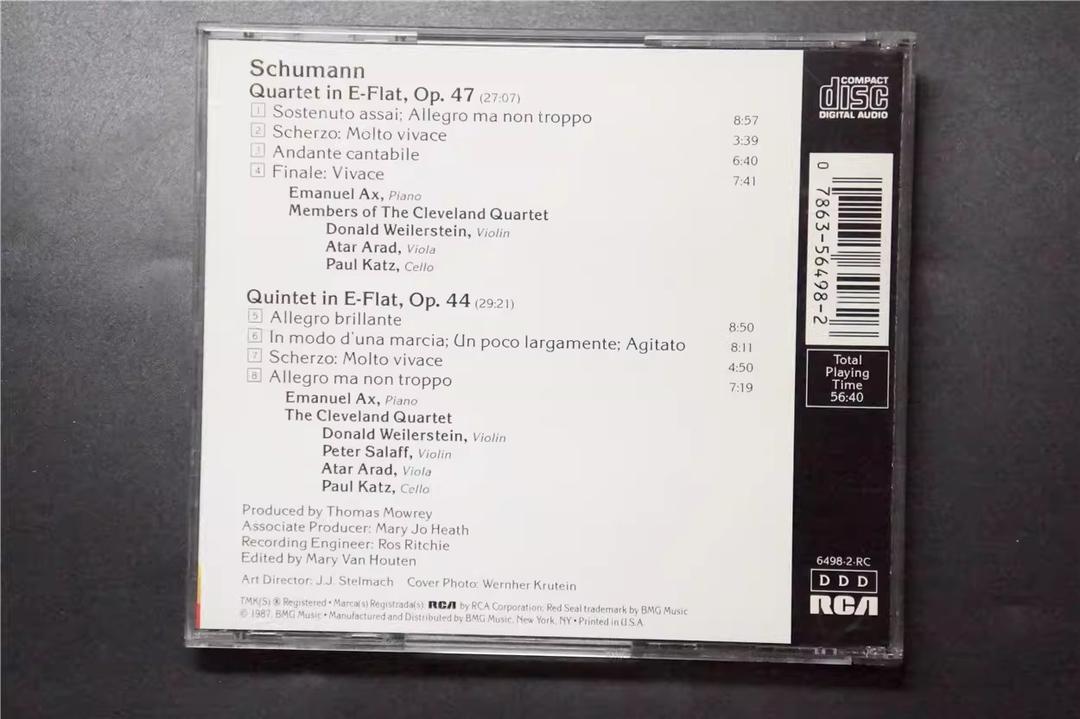 Schumann
Quartet in E-Flat, Op. 47 (27:07)
1 Sostenuto assai; Allegro ma non troppo 8:57
2 Scherzo: Molto vivace 3:39
3 Andante cantabile 6:40
4 Finale: Vivace 7:41
Emanuel Ax, Piano
Members of The Cleveland Quartet
Donald Weilerstein, Violin
Atar Arad, Viola
Paul Katz, Cello
Quintet in E-Flat, Op. 44 (29:21)
5 Allegro brillante 8:50
6 In modo d'una marcia; Un poco largamente; Agitato 8:11
7 Scherzo: Molto vivace 4:50
8 Allegro ma non troppo 7:19
Emanuel Ax, Piano
The Cleveland Quartet
Donald Weilerstein, Violin
Peter Salaff, Violin
Atar Arad, Viola
Paul Katz, Cello
Produced by Thomas Mowrey
Associate Producer: Mary Jo Heath
Recording Engineer: Ros Ritchie
Edited by Mary Van Houten
Art Director: J.J. Stelmach Cover Photo: Wernher Krutein
TMK(S) ® Registered • Marca(s) Registrada(s) RCA by RCA Corporation; Red Seal trademark by BMG Music
© 1987, BMG Music • Manufactured and Distributed by BMG Music, New York, NY • Printed in U.S.A.
COMPACT
disc
DIGITAL AUDIO
0 7863-56498-2
Total
Playing
Time
56:40
6498-2-RC
DDD
RCA